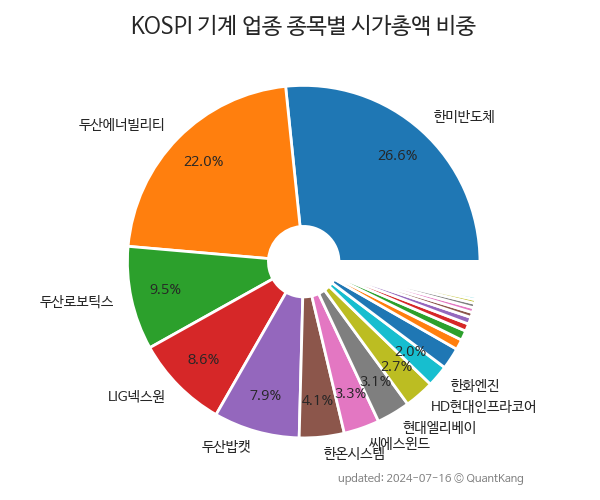 KOSPI 기계 업종 종목별 시가총액 비중
한미반도체
26.6%
두산에너빌리티
22.0%
두산로보틱스
9.5%
LIG넥스원
8.6%
두산밥캣
7.9%
한온시스템
4.1%
씨에스윈드
3.3%
현대엘리베이
3.1%
HD현대인프라코어
2.7%
한화엔진
2.0%
updated: 2024-07-16 © QuantKang